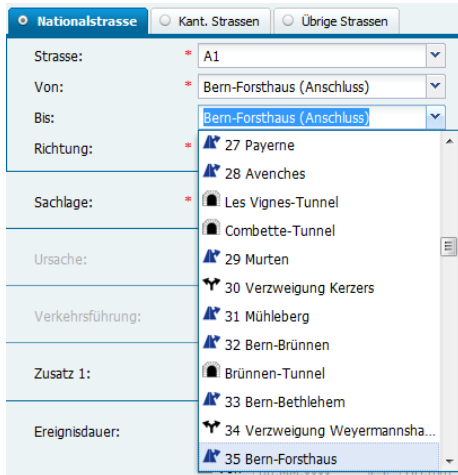 Nationalstrasse Kant. Strassen Übrige Strassen
Strasse: * A1
Von: * Bern-Forsthaus (Anschluss)
Bis: Bern-Forsthaus (Anschluss)
Richtung: *
27 Payerne
28 Avenches
Sachlage: *
Les Vignes-Tunnel
Combette-Tunnel
Ursache:
29 Murten
30 Verzweigung Kerzers
Verkehrsführung:
31 Mühleberg
32 Bern-Brünnen
Zusatz 1:
Brünnen-Tunnel
33 Bern-Bethlehem
Ereignisdauer:
34 Verzweigung Weyermannsha...
35 Bern-Forsthaus